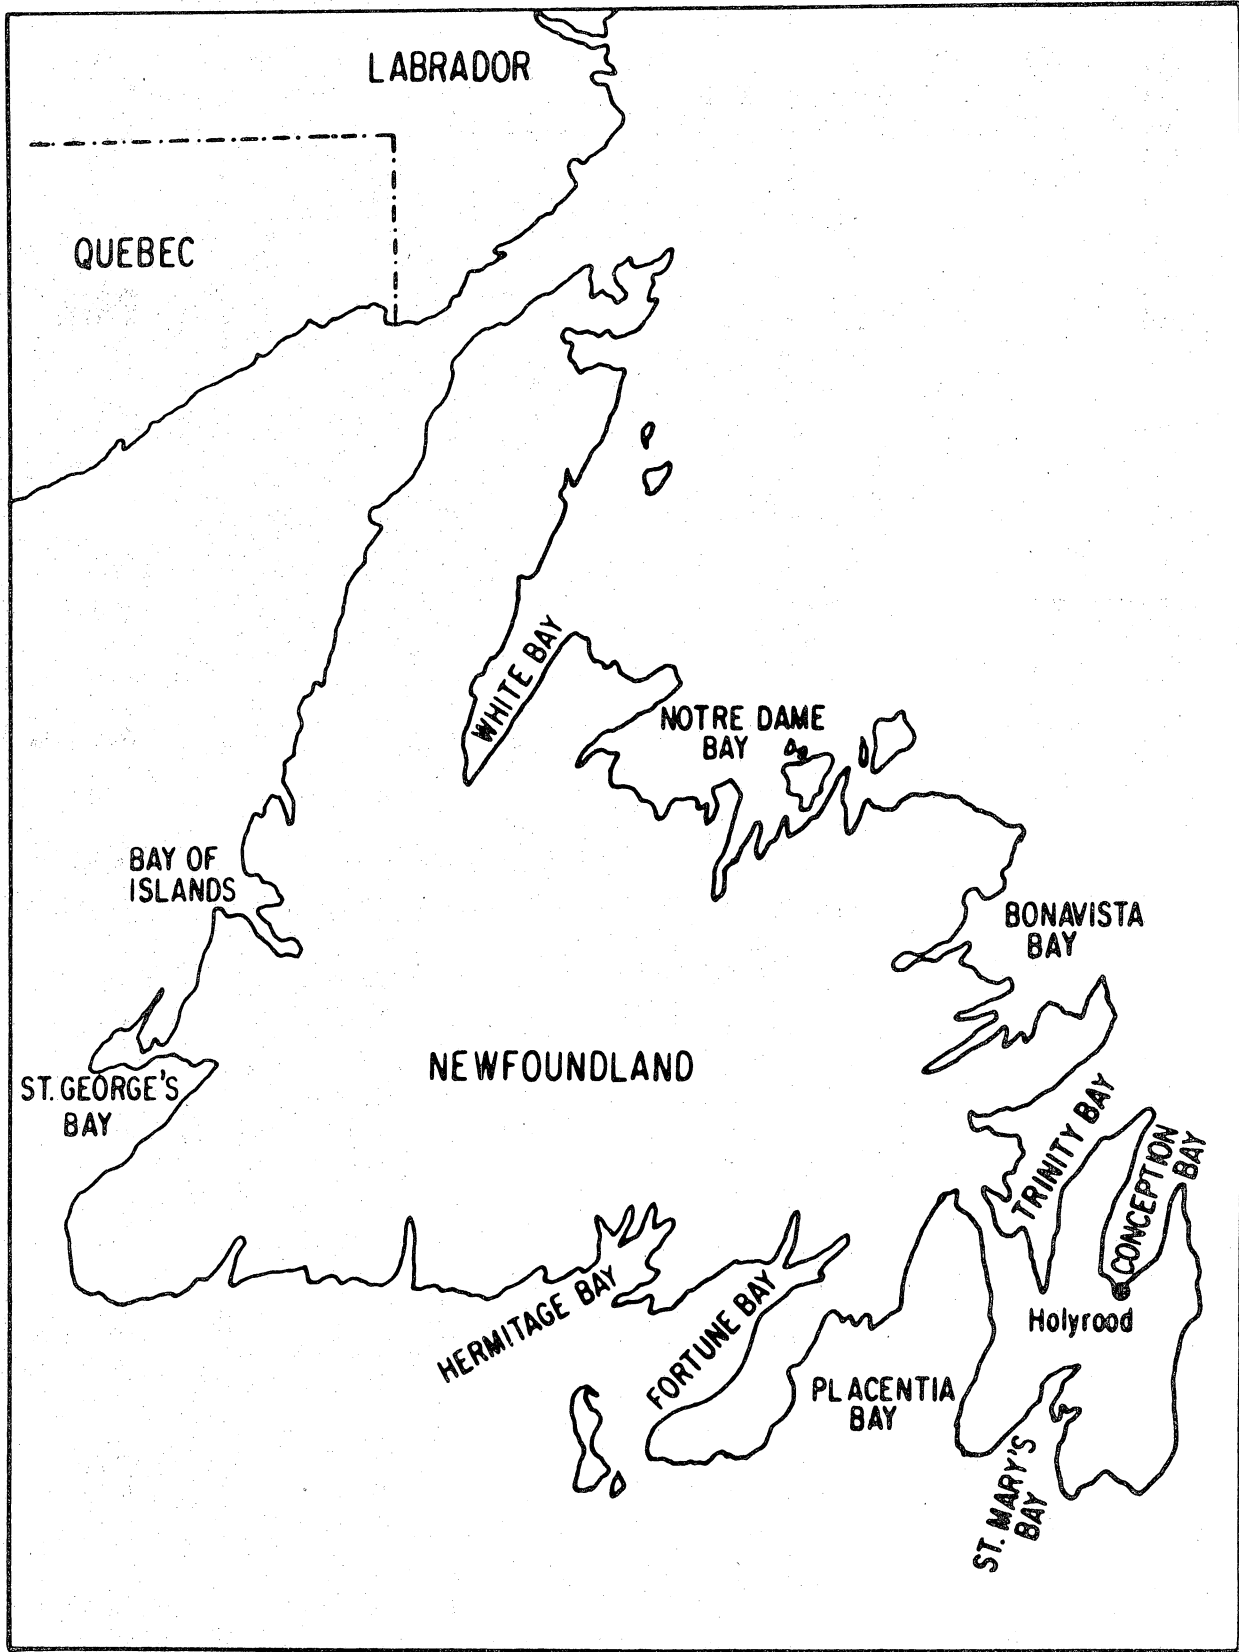 LABRADOR
QUEBEC
WHITE BAY
NOTRE DAME
BAY
BAY OF
ISLANDS
BONAVISTA
BAY
NEWFOUNDLAND
ST. GEORGE'S
BAY
TRINITY BAY
CONCEPTION
BAY
HERMITAGE BAY
FORTUNE BAY
Holyrood
PLACENTIA
BAY
ST. MARY'S
BAY